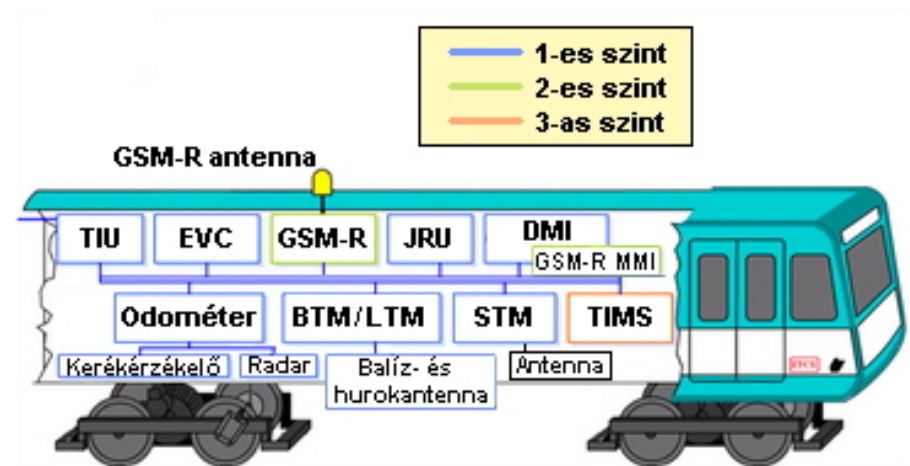 1-es szint
2-es szint
3-as szint
GSM-R antenna
TIU
EVC
GSM-R
JRU
DMI
GSM-R MMI
Odométer
BTM/LTM
STM
TIMS
Kerékérzékelő
Radar
Balíz- és
hurokantenna
Antenna